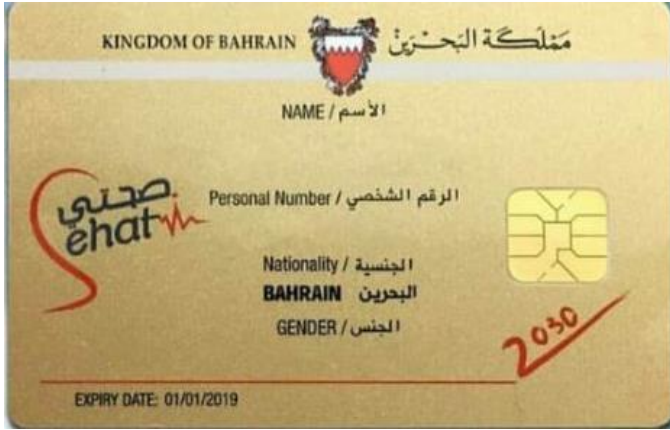 KINGDOM OF BAHRAIN مَمْلَكَة البَحْرَيْن
NAME / الأسم
صحتي
Sehati
Personal Number / الرقم الشخصي
Nationality / الجنسية
BAHRAIN البحرين
GENDER / الجنس
2030
EXPIRY DATE: 01/01/2019